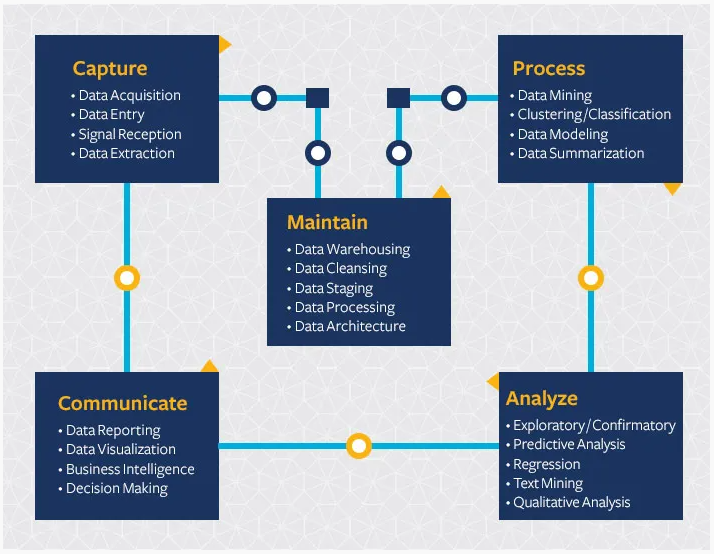 Capture
• Data Acquisition
• Data Entry
• Signal Reception
• Data Extraction
Process
• Data Mining
• Clustering/Classification
• Data Modeling
• Data Summarization
Maintain
• Data Warehousing
• Data Cleansing
• Data Staging
• Data Processing
• Data Architecture
Communicate
• Data Reporting
• Data Visualization
• Business Intelligence
• Decision Making
Analyze
• Exploratory/Confirmatory
• Predictive Analysis
• Regression
• Text Mining
• Qualitative Analysis